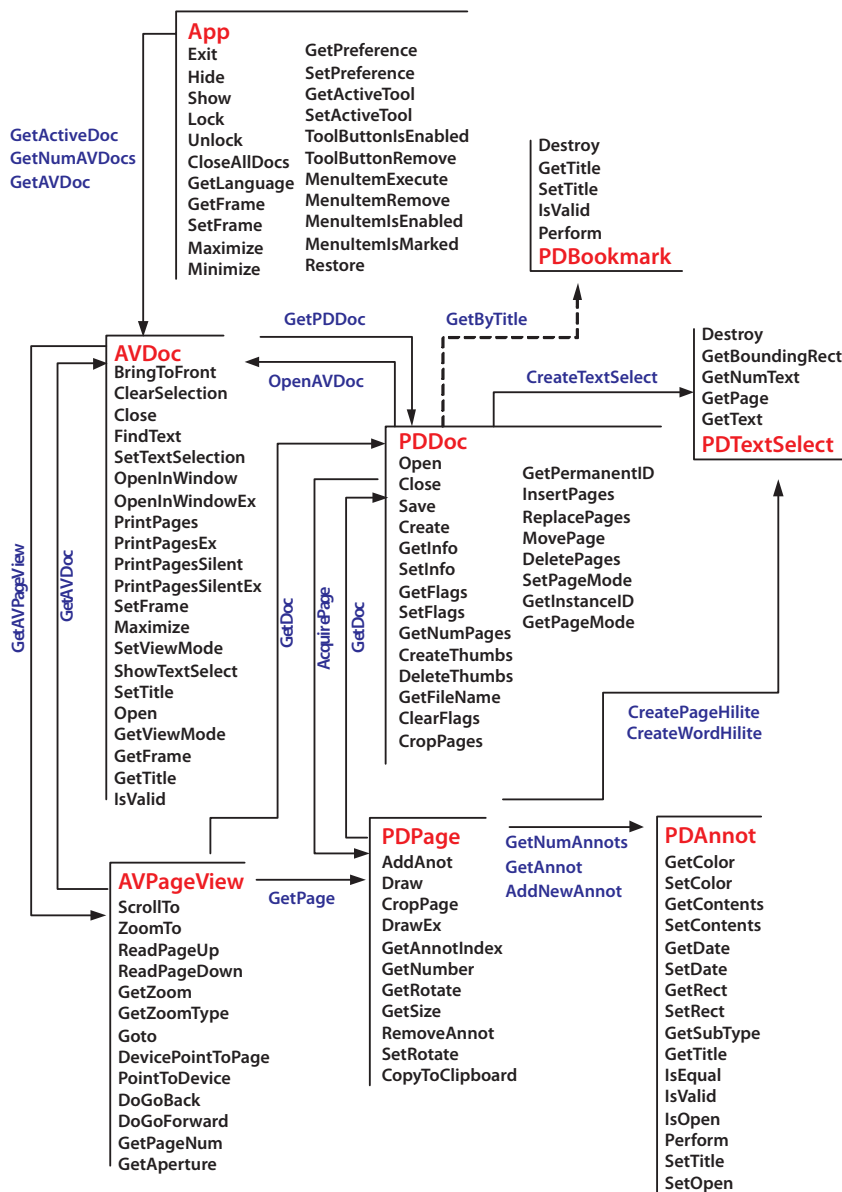 App
Exit
Hide
Show
Lock
Unlock
CloseAllDocs
GetLanguage
GetFrame
SetFrame
Maximize
Minimize
GetPreference
SetPreference
GetActiveTool
SetActiveTool
ToolButtonIsEnabled
ToolButtonRemove
MenuItemExecute
MenuItemRemove
MenuItemIsEnabled
MenuItemIsMarked
Restore
GetActiveDoc
GetNumAVDocs
GetAVDoc
Destroy
GetTitle
SetTitle
IsValid
Perform
PDBookmark
GetPDDoc
GetByTitle
OpenAVDoc
CreateTextSelect
Destroy
GetBoundingRect
GetNumText
GetPage
GetText
PDTextSelect
AVDoc
BringToFront
ClearSelection
Close
FindText
SetTextSelection
OpenInWindow
OpenInWindowEx
PrintPages
PrintPagesEx
PrintPagesSilent
PrintPagesSilentEx
SetFrame
Maximize
SetViewMode
ShowTextSelect
SetTitle
Open
GetViewMode
GetFrame
GetTitle
IsValid
GetAVPageView
GetAVDoc
GetDoc
AcquirePage
GetDoc
PDDoc
Open
Close
Save
Create
GetInfo
SetInfo
GetFlags
SetFlags
GetNumPages
CreateThumbs
DeleteThumbs
GetFileName
ClearFlags
CropPages
GetPermanentID
InsertPages
ReplacePages
MovePage
DeletePages
SetPageMode
GetInstanceID
GetPageMode
CreatePageHilite
CreateWordHilite
AVPageView
ScrollTo
ZoomTo
ReadPageUp
ReadPageDown
GetZoom
GetZoomType
Goto
DevicePointToPage
PointToDevice
DoGoBack
DoGoForward
GetPageNum
GetAperture
GetPage
PDPage
AddAnot
Draw
CropPage
DrawEx
GetAnnotIndex
GetNumber
GetRotate
GetSize
RemoveAnnot
SetRotate
CopyToClipboard
GetNumAnnots
GetAnnot
AddNewAnnot
PDAnnot
GetColor
SetColor
GetContents
SetContents
GetDate
SetDate
GetRect
SetRect
GetSubType
GetTitle
IsEqual
IsValid
IsOpen
Perform
SetTitle
SetOpen